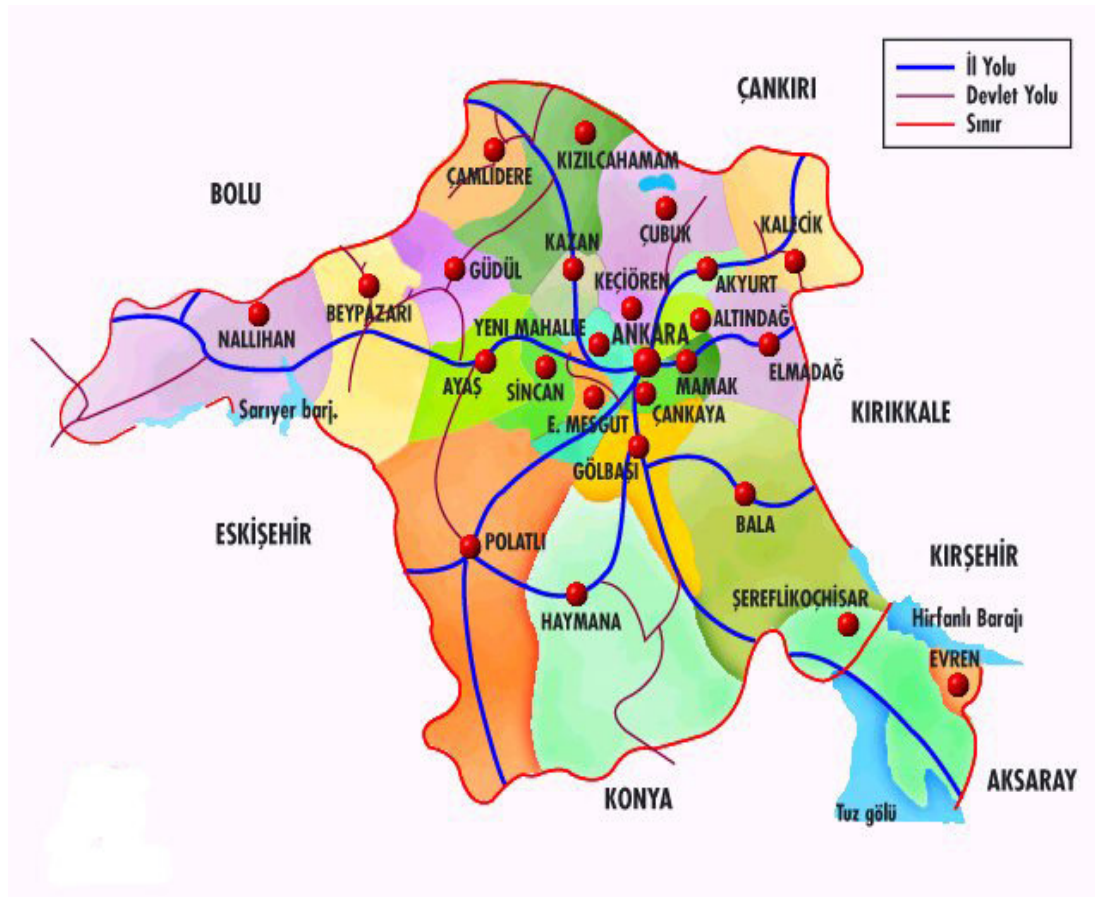 İl Yolu
Devlet Yolu
Sınır
ÇANKIRI
KIZILCAHAMAM
ÇAMLIDERE
BOLU
ÇUBUK
KALECİK
KAZAN
GÜDÜL
KEÇİÖREN
AKYURT
BEYPAZARI
NALLIHAN
YENI MAHALLE
ANKARA
ALTINDAĞ
ELMADAĞ
AYAŞ
SİNCAN
MAMAK
Sarıyer barj.
E. MESGUT
ÇANKAYA
KIRIKKALE
GÖLBAŞI
ESKİŞEHİR
BALA
POLATLI
KIRŞEHİR
HAYMANA
ŞEREFLİKOÇHİSAR
Hirfanlı Barajı
EVREN
KONYA
AKSARAY
Tuz gölü